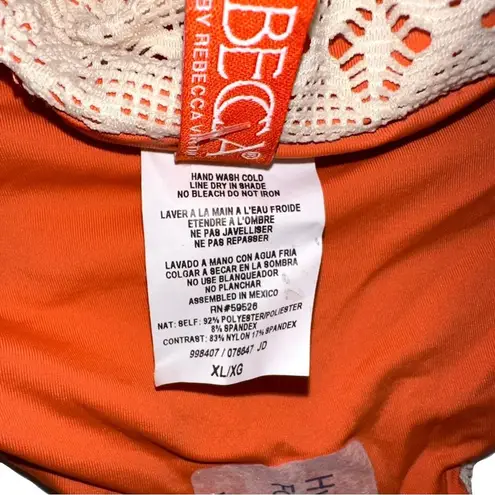 BECCA®
BY REBECCA
HAND WASH COLD
LINE DRY IN SHADE
NO BLEACH DO NOT IRON
LAVER A LA MAIN A L'EAU FROIDE
ETENDRE A L'OMBRE
NE PAS JAVELLISER
NE PAS REPASSER
LAVADO A MANO CON AGUA FRIA
COLGAR A SECAR EN LA SOMBRA
NO USE BLANQUEADOR
NO PLANCHAR
ASSEMBLED IN MEXICO
RN#59526
NAT: SELF: 92% POLYESTER/POLIESTER
8% SPANDEX
CONTRAST: 83% NYLON 17% SPANDEX
998407 / 076647 JD
XL/XG